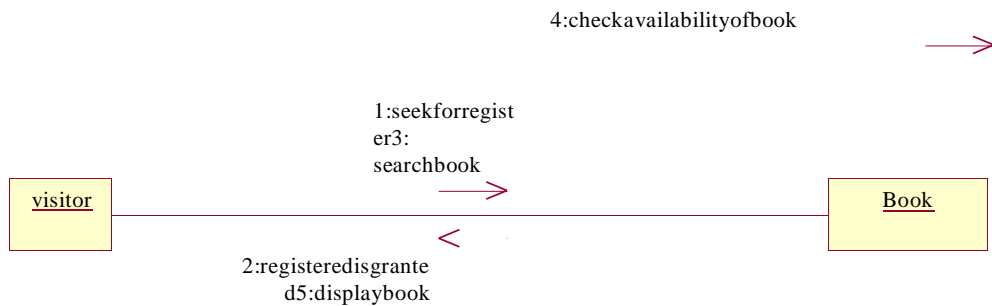 4:checkavailabilityofbook
1:seekforregist
er3:
searchbook
visitor
Book
2:registeredisgrante
d5:displaybook